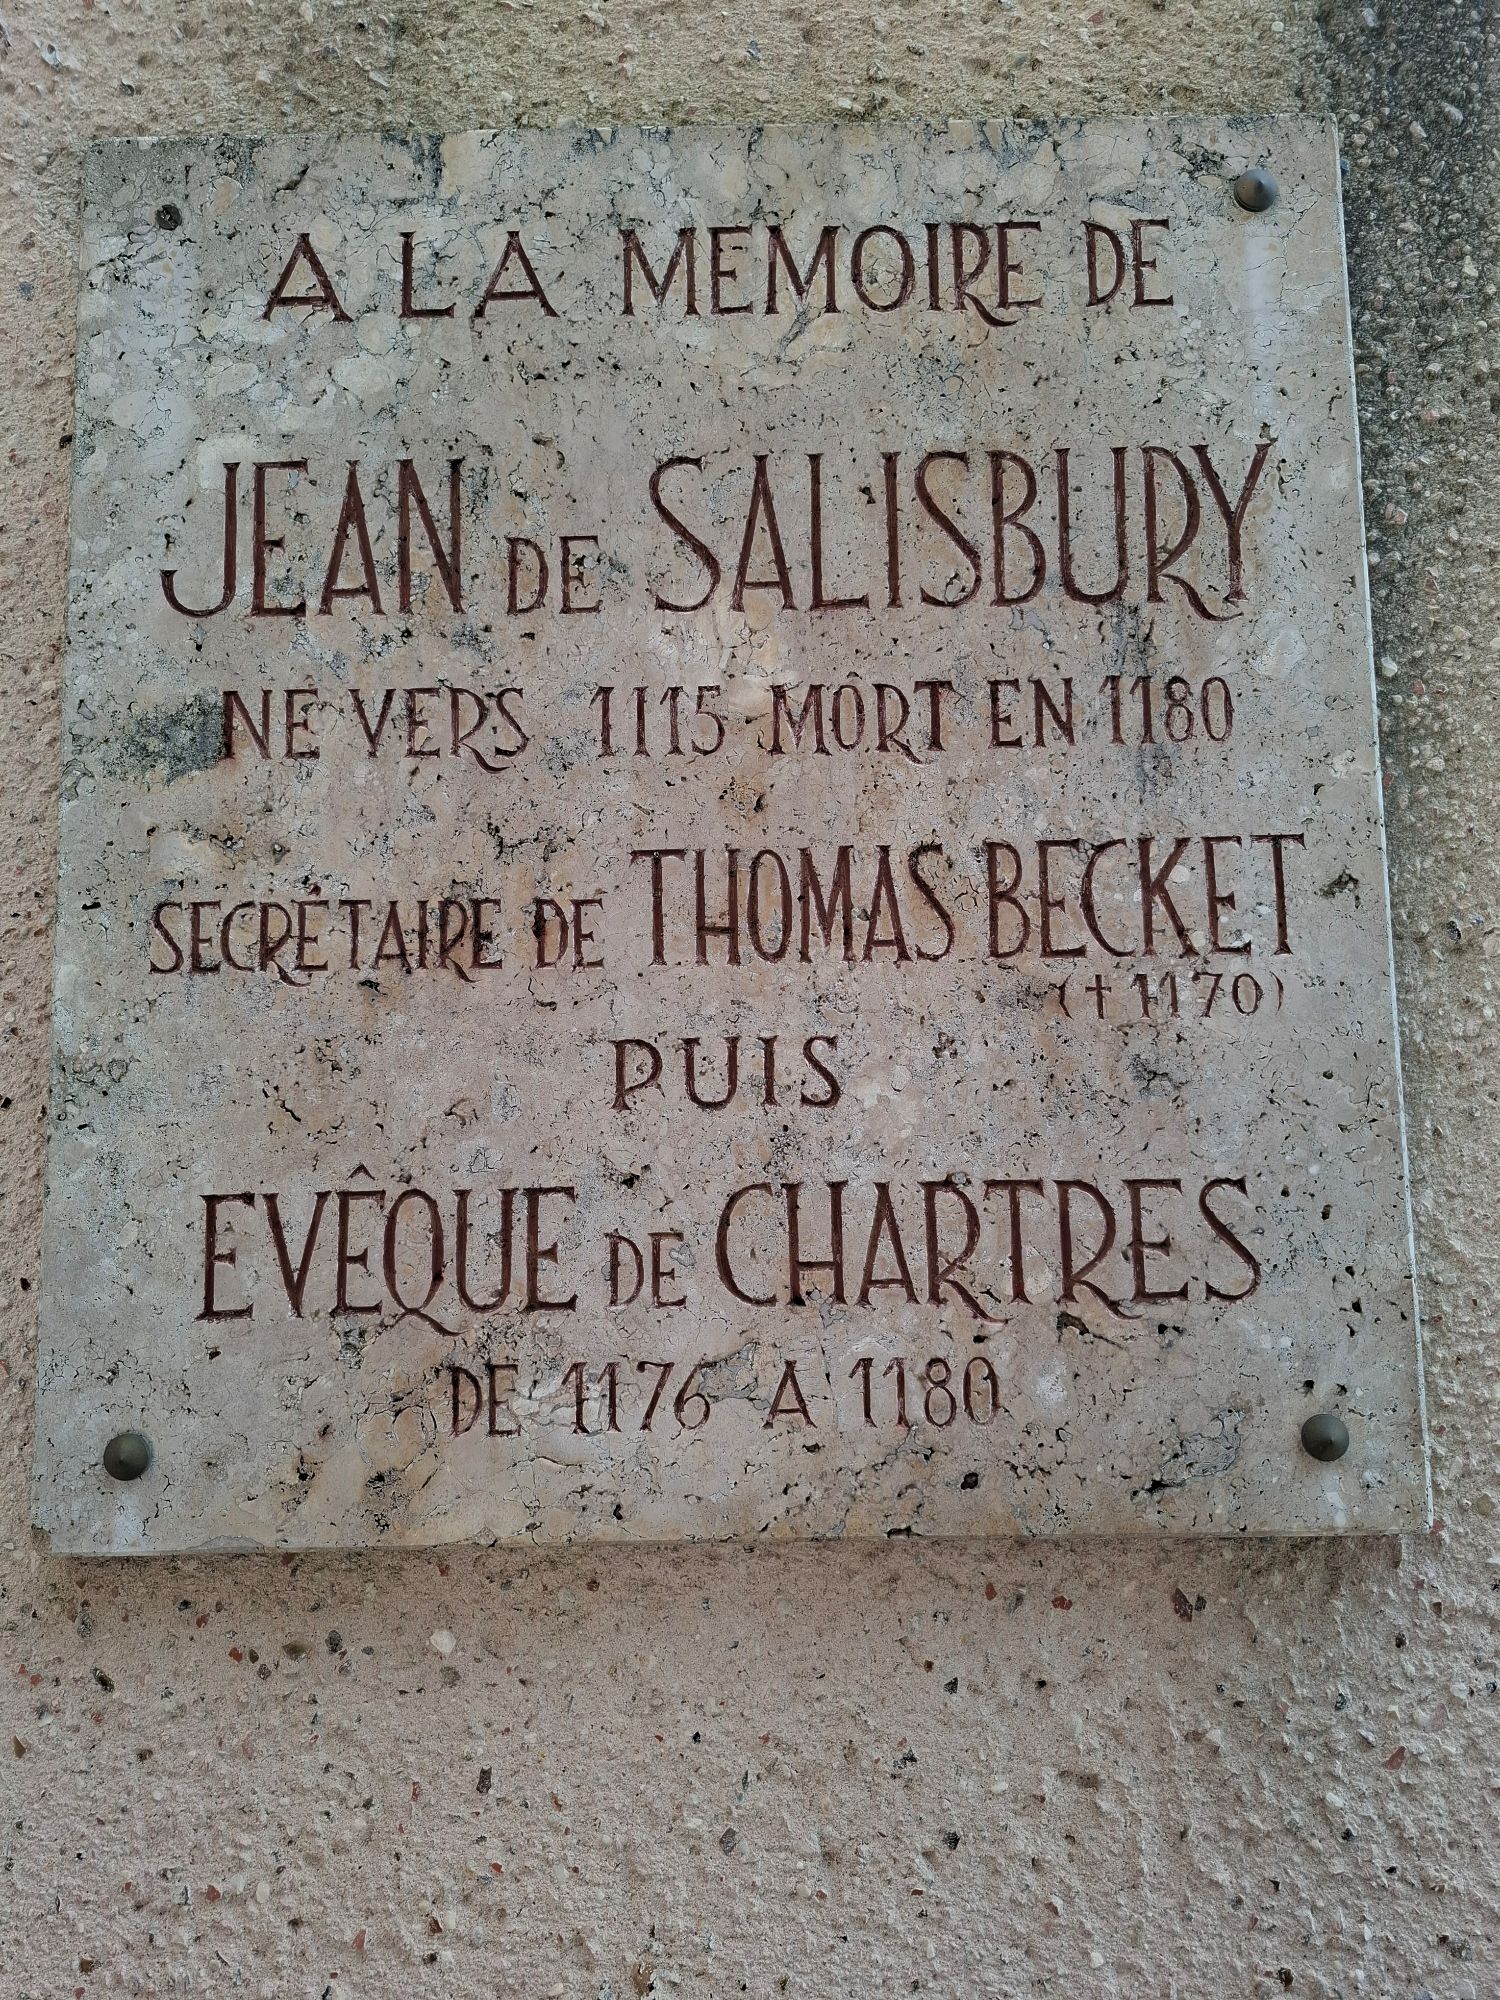 A LA MEMOIRE DE
JEAN DE SALISBURY
NE VERS 1115 MORT EN 1180
SECRÉTAIRE DE THOMAS BECKET
(✝1170)
PUIS
EVÊQUE DE CHARTRES
DE 1176 A 1180